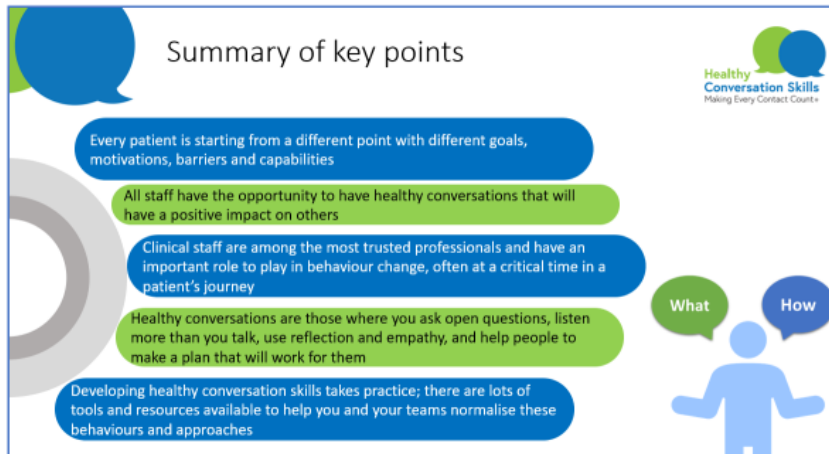 Summary of key points
Healthy
Conversation Skills
Making Every Contact Count+
Every patient is starting from a different point with different goals,
motivations, barriers and capabilities
All staff have the opportunity to have healthy conversations that will
have a positive impact on others
Clinical staff are among the most trusted professionals and have an
important role to play in behaviour change, often at a critical time in a
patient's journey
Healthy conversations are those where you ask open questions, listen
more than you talk, use reflection and empathy, and help people to
make a plan that will work for them
Developing healthy conversation skills takes practice; there are lots of
tools and resources available to help you and your teams normalise these
behaviours and approaches
What
How